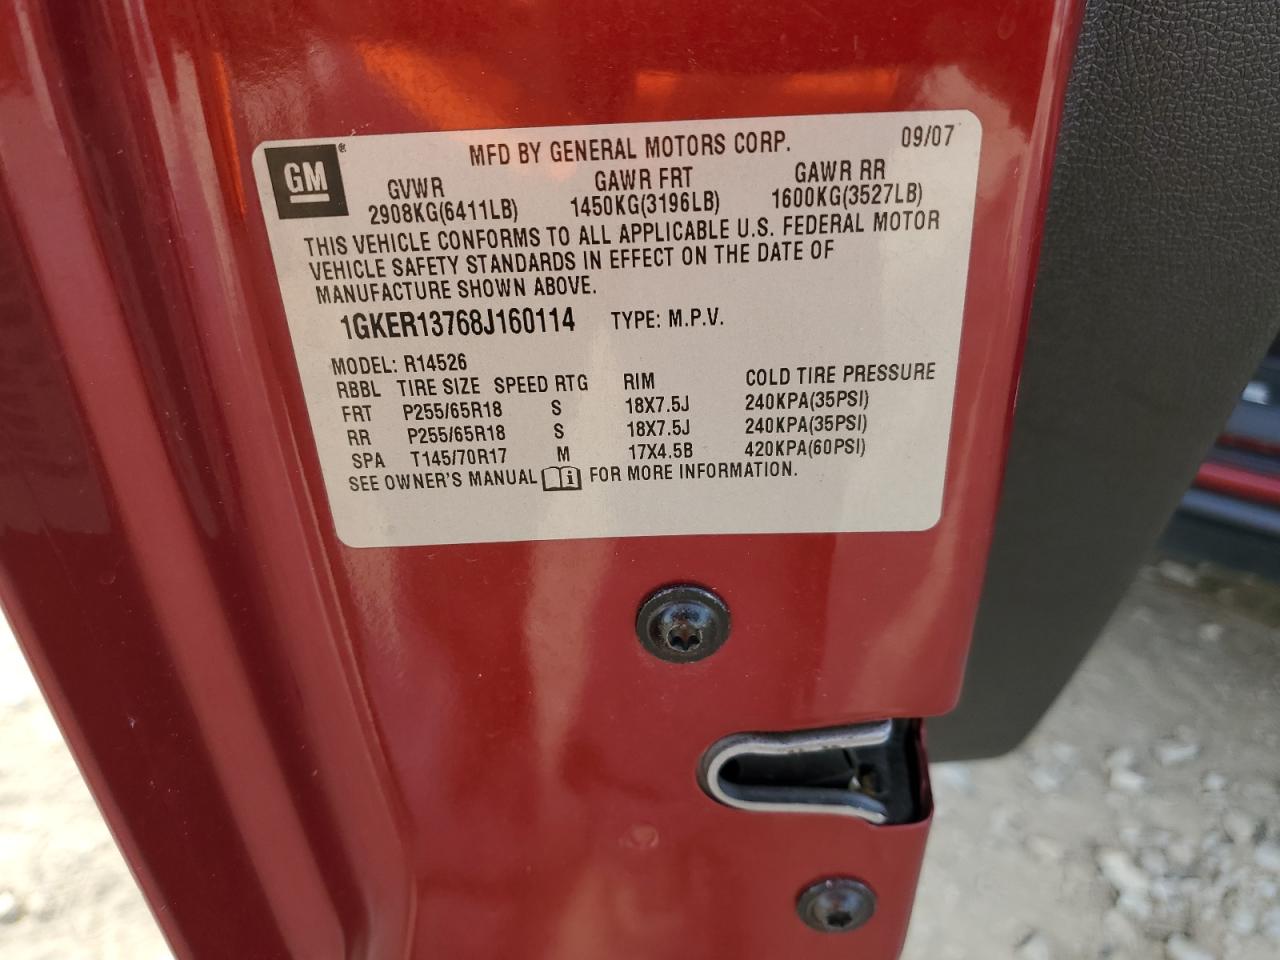 GM®
MFD BY GENERAL MOTORS CORP. 09/07
GVWR GAWR FRT GAWR RR
2908KG(6411LB) 1450KG(3196LB) 1600KG(3527LB)
THIS VEHICLE CONFORMS TO ALL APPLICABLE U.S. FEDERAL MOTOR
VEHICLE SAFETY STANDARDS IN EFFECT ON THE DATE OF
MANUFACTURE SHOWN ABOVE.
1GKER13768J160114 TYPE: M.P.V.
MODEL: R14526
RBBL TIRE SIZE SPEED RTG RIM COLD TIRE PRESSURE
FRT P255/65R18 S 18X7.5J 240KPA(35PSI)
RR P255/65R18 S 18X7.5J 240KPA(35PSI)
SPA T145/70R17 M 17X4.5B 420KPA(60PSI)
SEE OWNER'S MANUAL i FOR MORE INFORMATION.